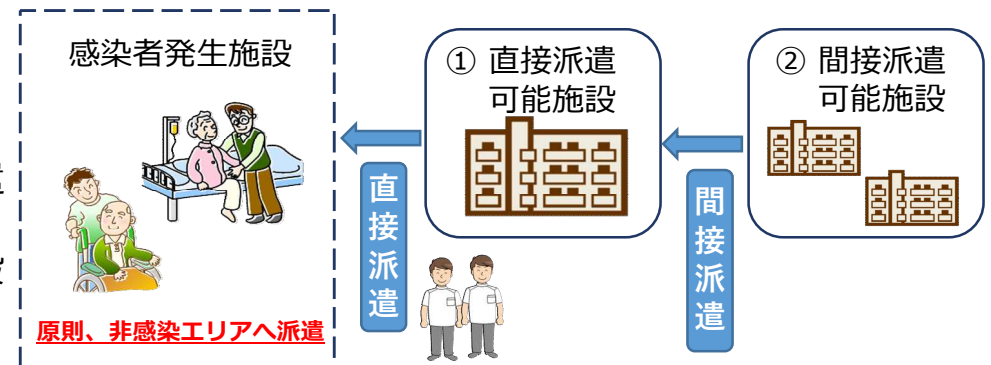 感染者発生施設
原則、非感染エリアへ派遣
① 直接派遣
可能施設
直接派遣
② 間接派遣
可能施設
間接派遣